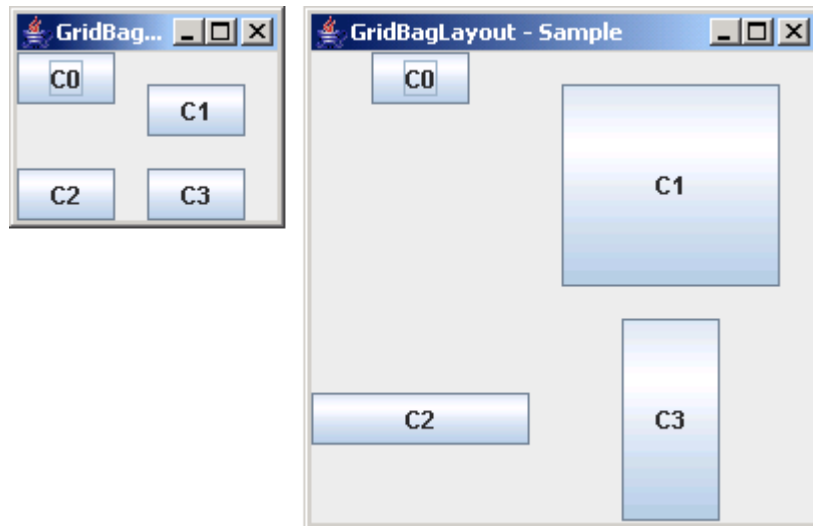 GridBag...
C0
C1
C2
C3
GridBagLayout - Sample
C0
C1
C2
C3